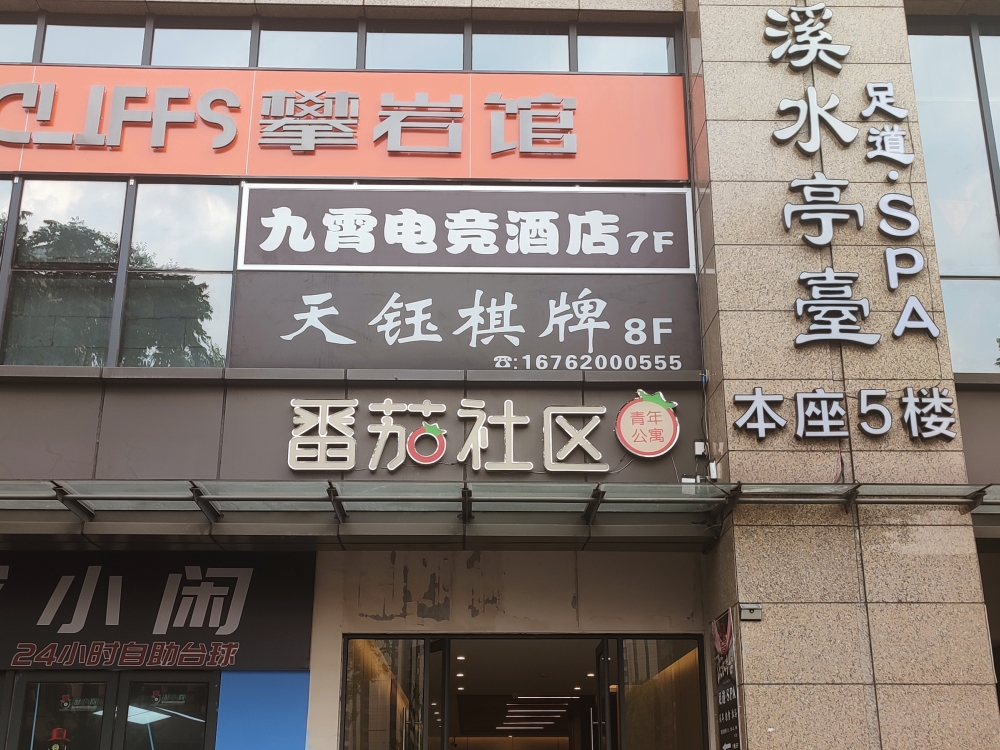 CLIFFS 攀岩馆
九霄电竞酒店7F
天钰棋牌 8F
☎:16762000555
番茄社区 青年公寓
溪水亭臺
足道·SPA
本座5楼
小闲
24小时自助台球